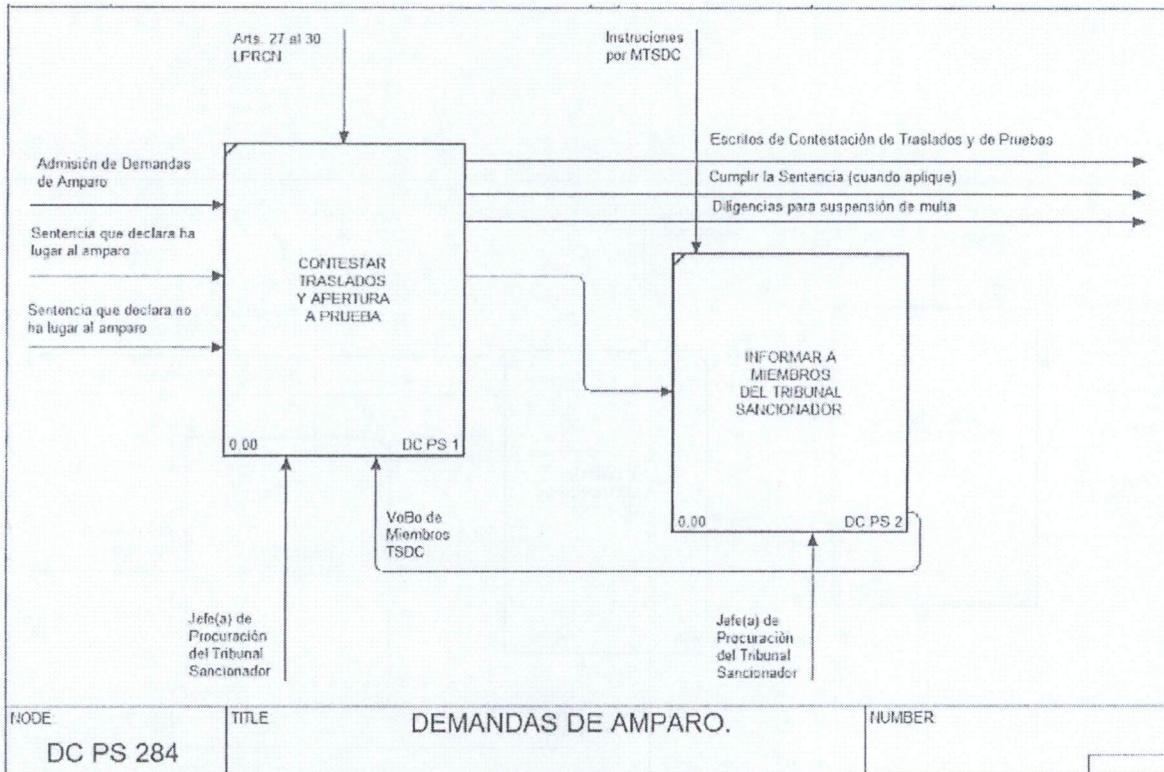 Arts. 27 al 30
LPRCN
Instruciones
por MTSDC
Admisión de Demandas
de Amparo
Sentencia que declara ha
lugar al amparo
Sentencia que declara no
ha lugar al amparo
CONTESTAR
TRASLADOS
Y APERTURA
A PRUEBA
0.00
DC PS 1
Escritos de Contestación de Traslados y de Pruebas
Cumplir la Sentencia (cuando aplique)
Diligencias para suspensión de multa
INFORMAR A
MIEMBROS
DEL TRIBUNAL
SANCIONADOR
0.00
DC PS 2
VoBo de
Miembros
TSDC
Jefe(a) de
Procuración
del Tribunal
Sancionador
Jefe(a) de
Procuración
del Tribunal
Sancionador
NODE
DC PS 284
TITLE
DEMANDAS DE AMPARO.
NUMBER